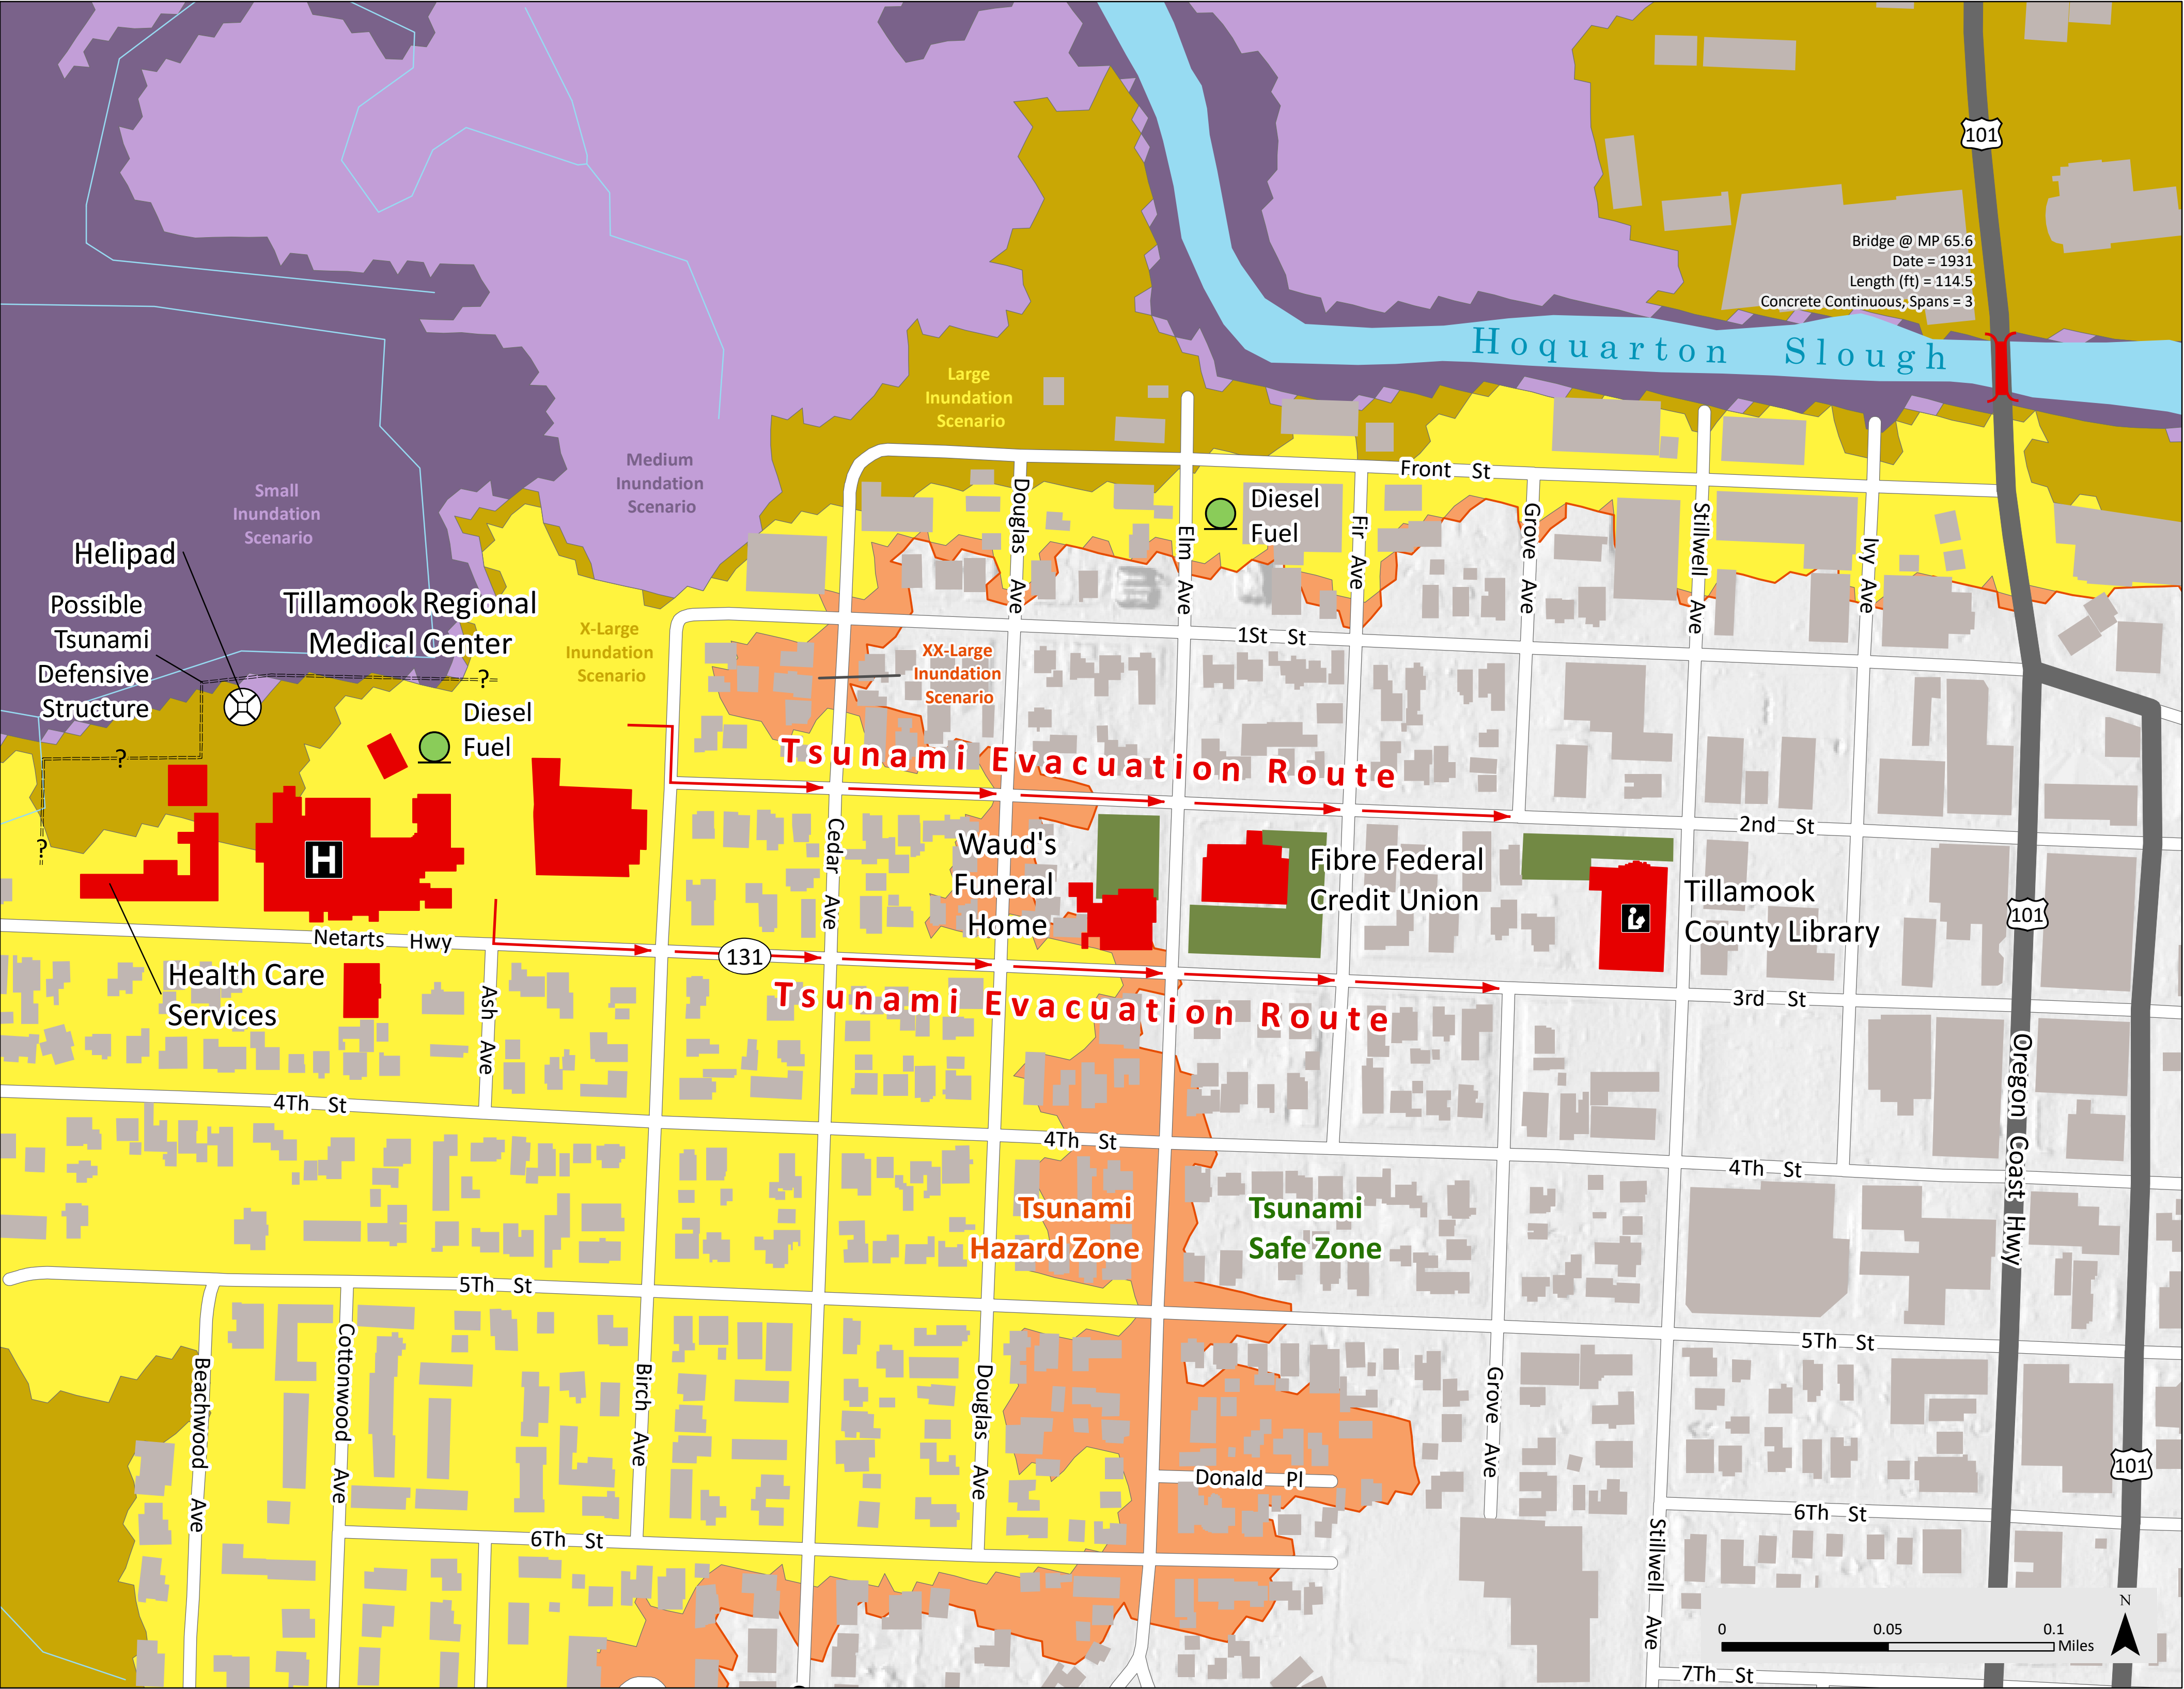 101
Bridge @ MP 65.6
Date = 1931
Length (ft) = 114.5
Concrete Continuous, Spans = 3
Hoquarton Slough
Large
Inundation
Scenario
Medium
Inundation
Scenario
Small
Inundation
Scenario
Front St
Douglas Ave
Elm Ave
Diesel
Fuel
Fir Ave
Grove Ave
Stillwell Ave
Ivy Ave
Helipad
Possible
Tsunami
Defensive
Structure
Tillamook Regional
Medical Center
X-Large
Inundation
Scenario
XX-Large
Inundation
Scenario
1St St
?
Diesel
Fuel
?
?
Tsunami Evacuation Route
2nd St
H
Cedar Ave
Waud's
Funeral
Home
Fibre Federal
Credit Union
Tillamook
County Library
101
Netarts Hwy
131
Health Care
Services
Ash Ave
Tsunami Evacuation Route
3rd St
Oregon Coast Hwy
4Th St
4Th St
4Th St
Tsunami
Hazard Zone
Tsunami
Safe Zone
5Th St
5Th St
Beachwood Ave
Cottonwood Ave
Birch Ave
Douglas Ave
Grove Ave
Donald Pl
101
6Th St
6Th St
Stillwell Ave
N
0 0.05 0.1
Miles
7Th St